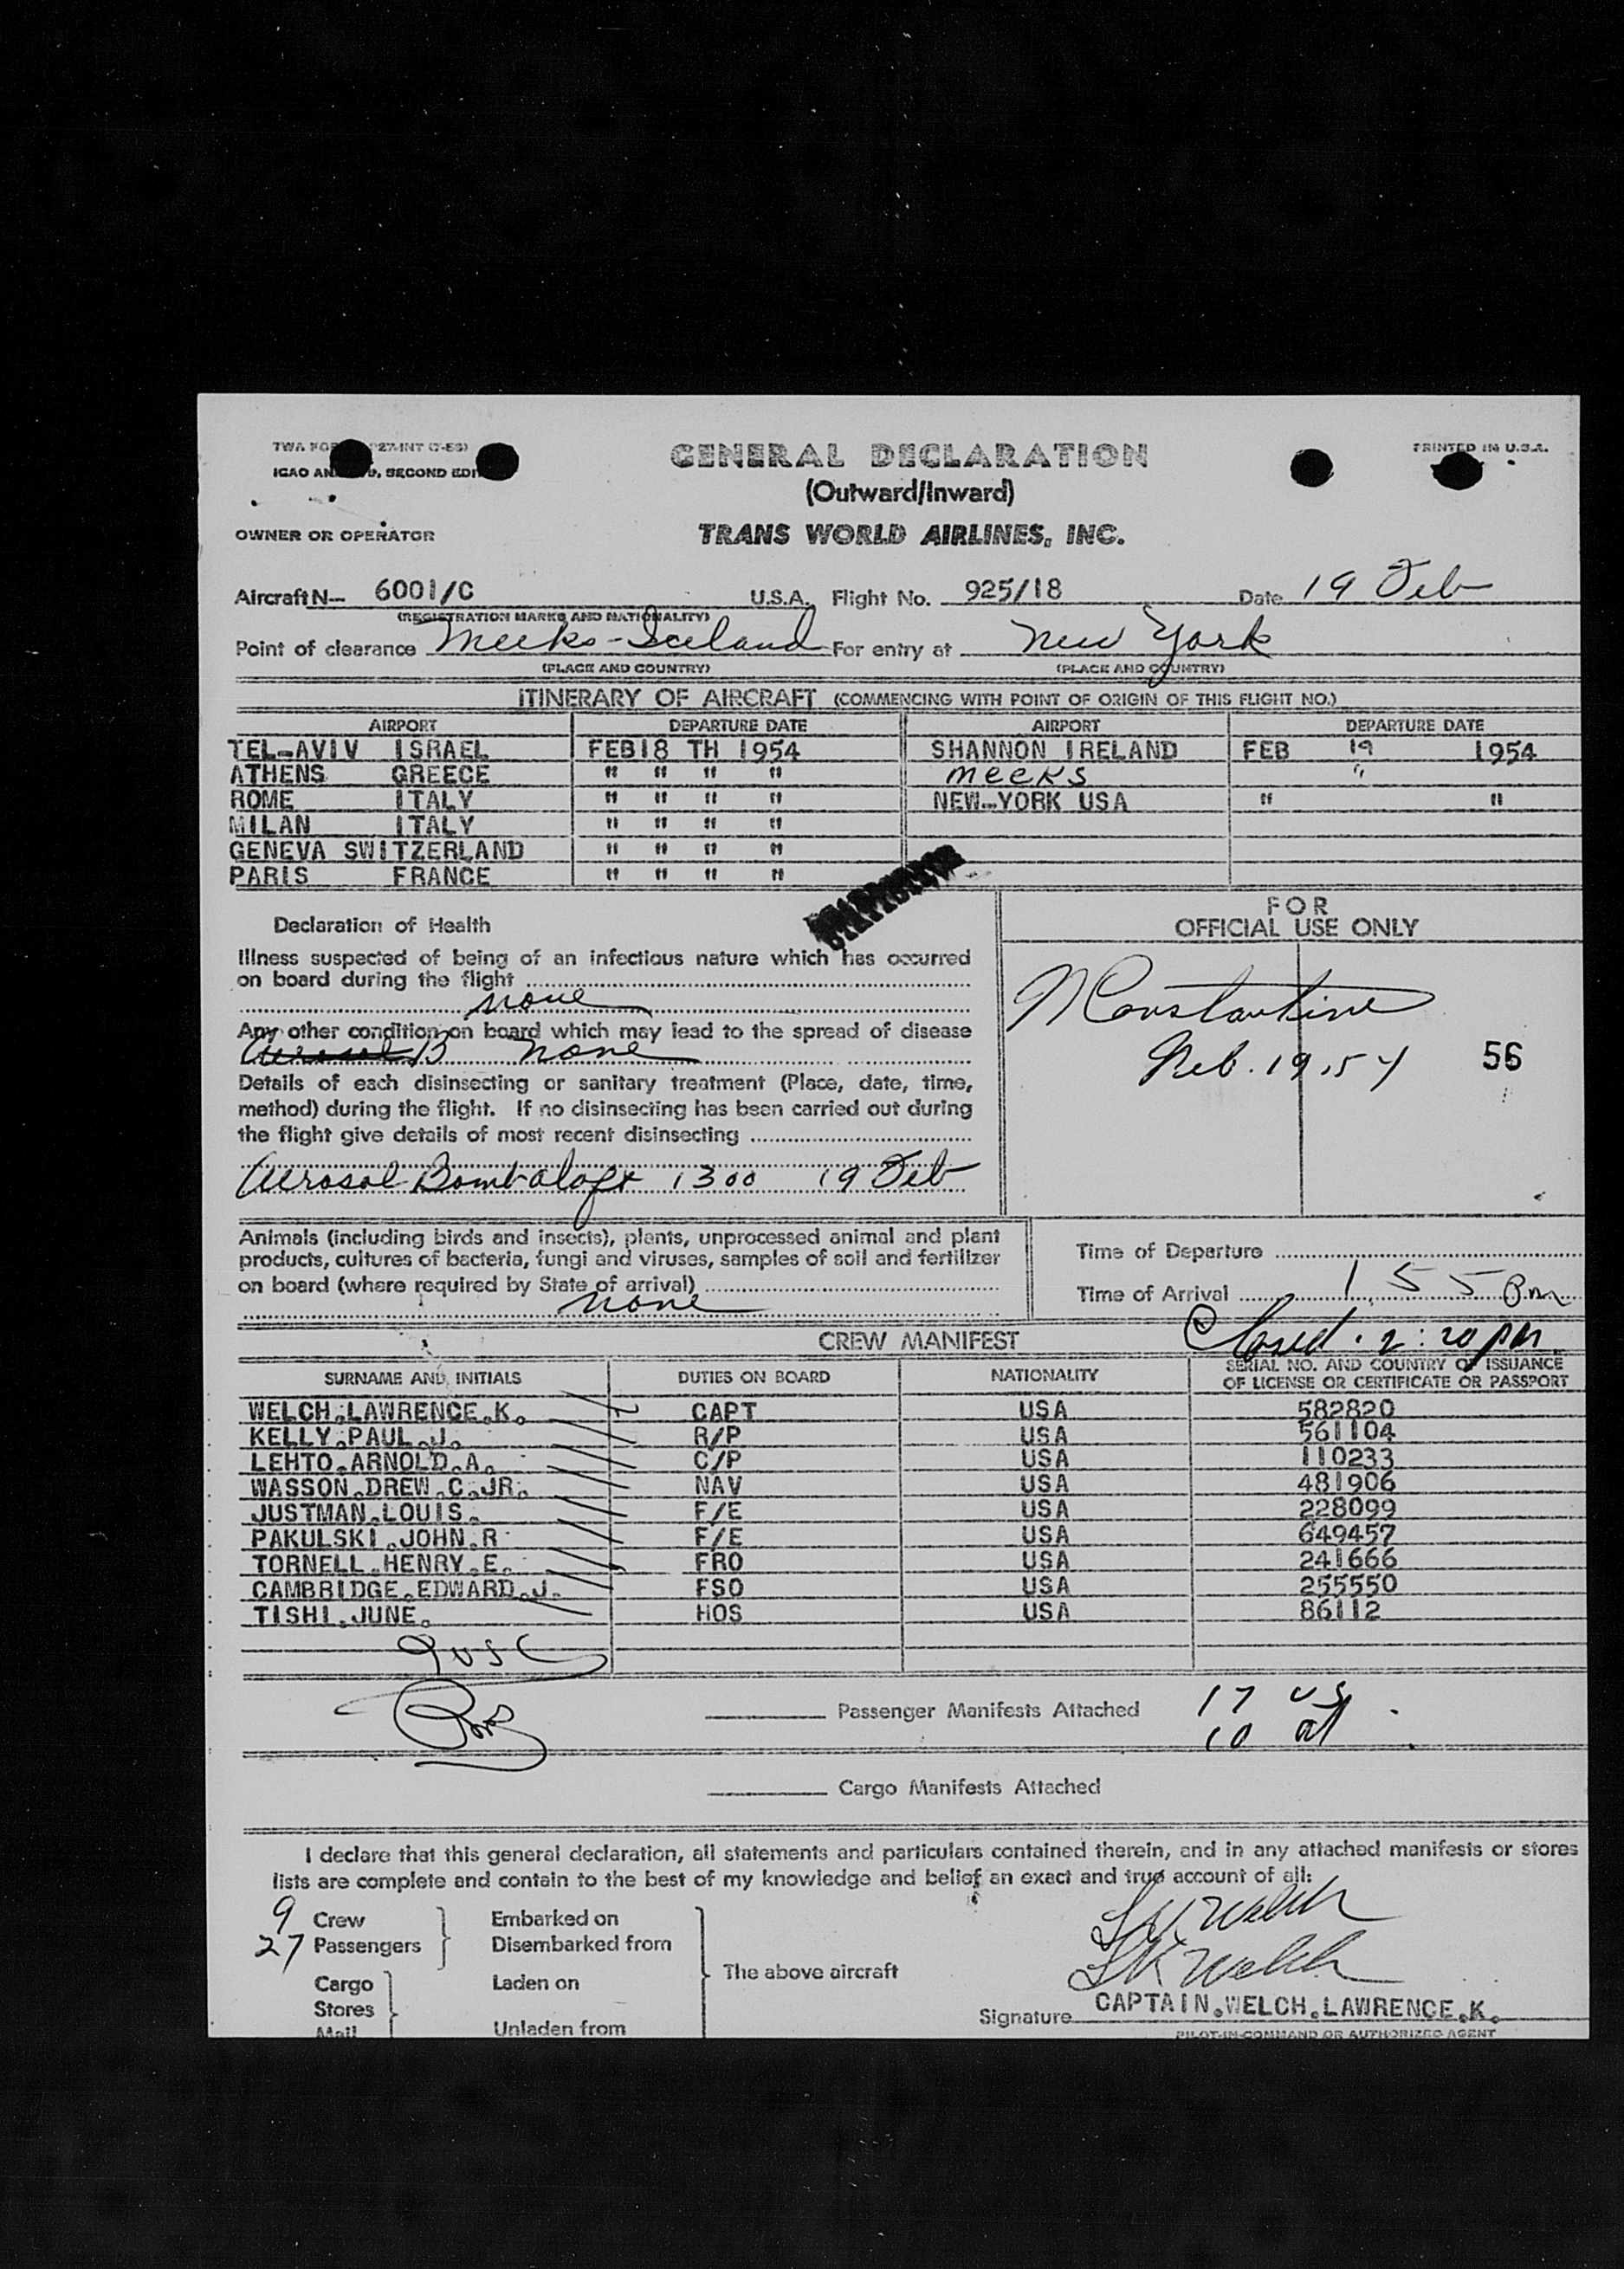 GENERAL DECLARATION
PRINTED IN U.S.A.
(Outward/Inward)
OWNER OR OPERATOR
TRANS WORLD AIRLINES, INC.
Aircraft N-- 6001/C U.S.A. Flight No. 925/18 Date 19 Feb
(REGISTRATION MARKS AND NATIONALITY)
Point of clearance Meeks-Iceland For entry at New York
(PLACE AND COUNTRY) (PLACE AND COUNTRY)
ITINERARY OF AIRCRAFT (COMMENCING WITH POINT OF ORIGIN OF THIS FLIGHT NO.)
AIRPORT DEPARTURE DATE AIRPORT DEPARTURE DATE
TEL-AVIV ISRAEL FEB18 TH 1954 SHANNON IRELAND FEB 19 1954
ATHENS GREECE " " " " MEEKS "
ROME ITALY " " " " NEW-YORK USA " "
MILAN ITALY " " " "
GENEVA SWITZERLAND " " " "
PARIS FRANCE " " " "
Declaration of Health
FOR
OFFICIAL USE ONLY
Illness suspected of being of an infectious nature which has occurred
on board during the flight
none
Any other condition on board which may lead to the spread of disease
Aerosol B none
Details of each disinsecting or sanitary treatment (Place, date, time,
method) during the flight. If no disinsecting has been carried out during
the flight give details of most recent disinsecting
Aerosol Bomb aloft 1300 19 Feb
N Constantine
Feb. 19.54 56
Animals (including birds and insects), plants, unprocessed animal and plant
products, cultures of bacteria, fungi and viruses, samples of soil and fertilizer
on board (where required by State of arrival)
none
Time of Departure
Time of Arrival 1 55 Pm
Closed . 2:20 PM
CREW MANIFEST
SURNAME AND INITIALS DUTIES ON BOARD NATIONALITY SERIAL NO. AND COUNTRY OF ISSUANCE
OF LICENSE OR CERTIFICATE OR PASSPORT
WELCH.LAWRENCE.K. CAPT USA 582820
KELLY.PAUL.J. R/P USA 561104
LEHTO.ARNOLD.A. C/P USA 110233
WASSON.DREW.C.JR. NAV USA 481906
JUSTMAN.LOUIS. F/E USA 228099
PAKULSKI.JOHN.R F/E USA 649457
TORNELL.HENRY.E. FRO USA 241666
CAMBRIDGE.EDWARD.J. FSO USA 255550
TISHI.JUNE. HOS USA 86112
9 USC
Passenger Manifests Attached 17 US
10 al
Cargo Manifests Attached
I declare that this general declaration, all statements and particulars contained therein, and in any attached manifests or stores
lists are complete and contain to the best of my knowledge and belief an exact and true account of all:
9 Crew
27 Passengers
Embarked on
Disembarked from
Cargo
Stores
Mail
Laden on
Unladen from
The above aircraft
LK Welch
LK Welch
Signature CAPTAIN.WELCH.LAWRENCE.K.
PILOT-IN-COMMAND OR AUTHORIZED AGENT